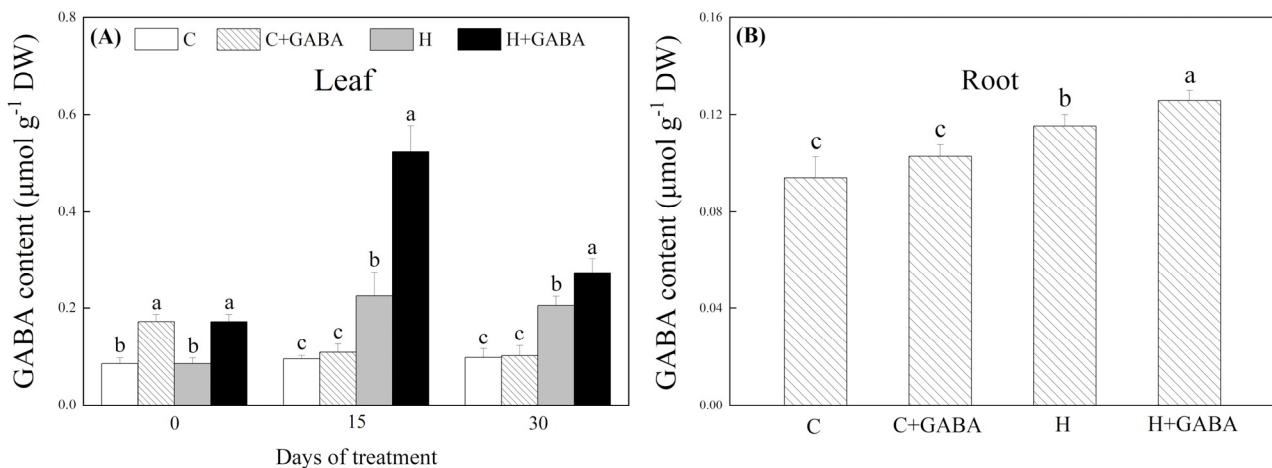 (A) C C+GABA H H+GABA
Leaf
GABA content (μmol g⁻¹ DW)
0.8
0.6
0.4
0.2
0.0
b a b a
c c b a
c c b a
0 15 30
Days of treatment
(B)
Root
GABA content (μmol g⁻¹ DW)
0.16
0.12
0.08
0.04
0.00
c c b a
C C+GABA H H+GABA